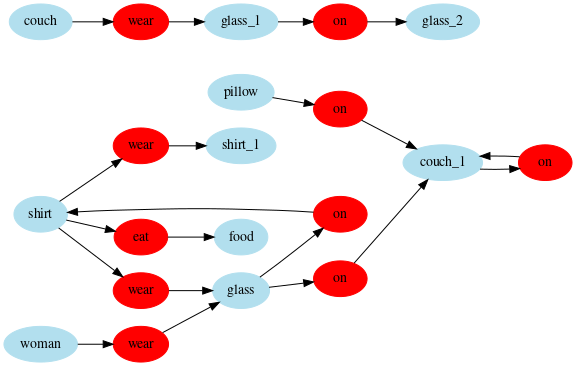 couch wear glass_1 on glass_2
pillow on
wear shirt_1 couch_1 on
shirt on
eat food
wear glass on
woman wear